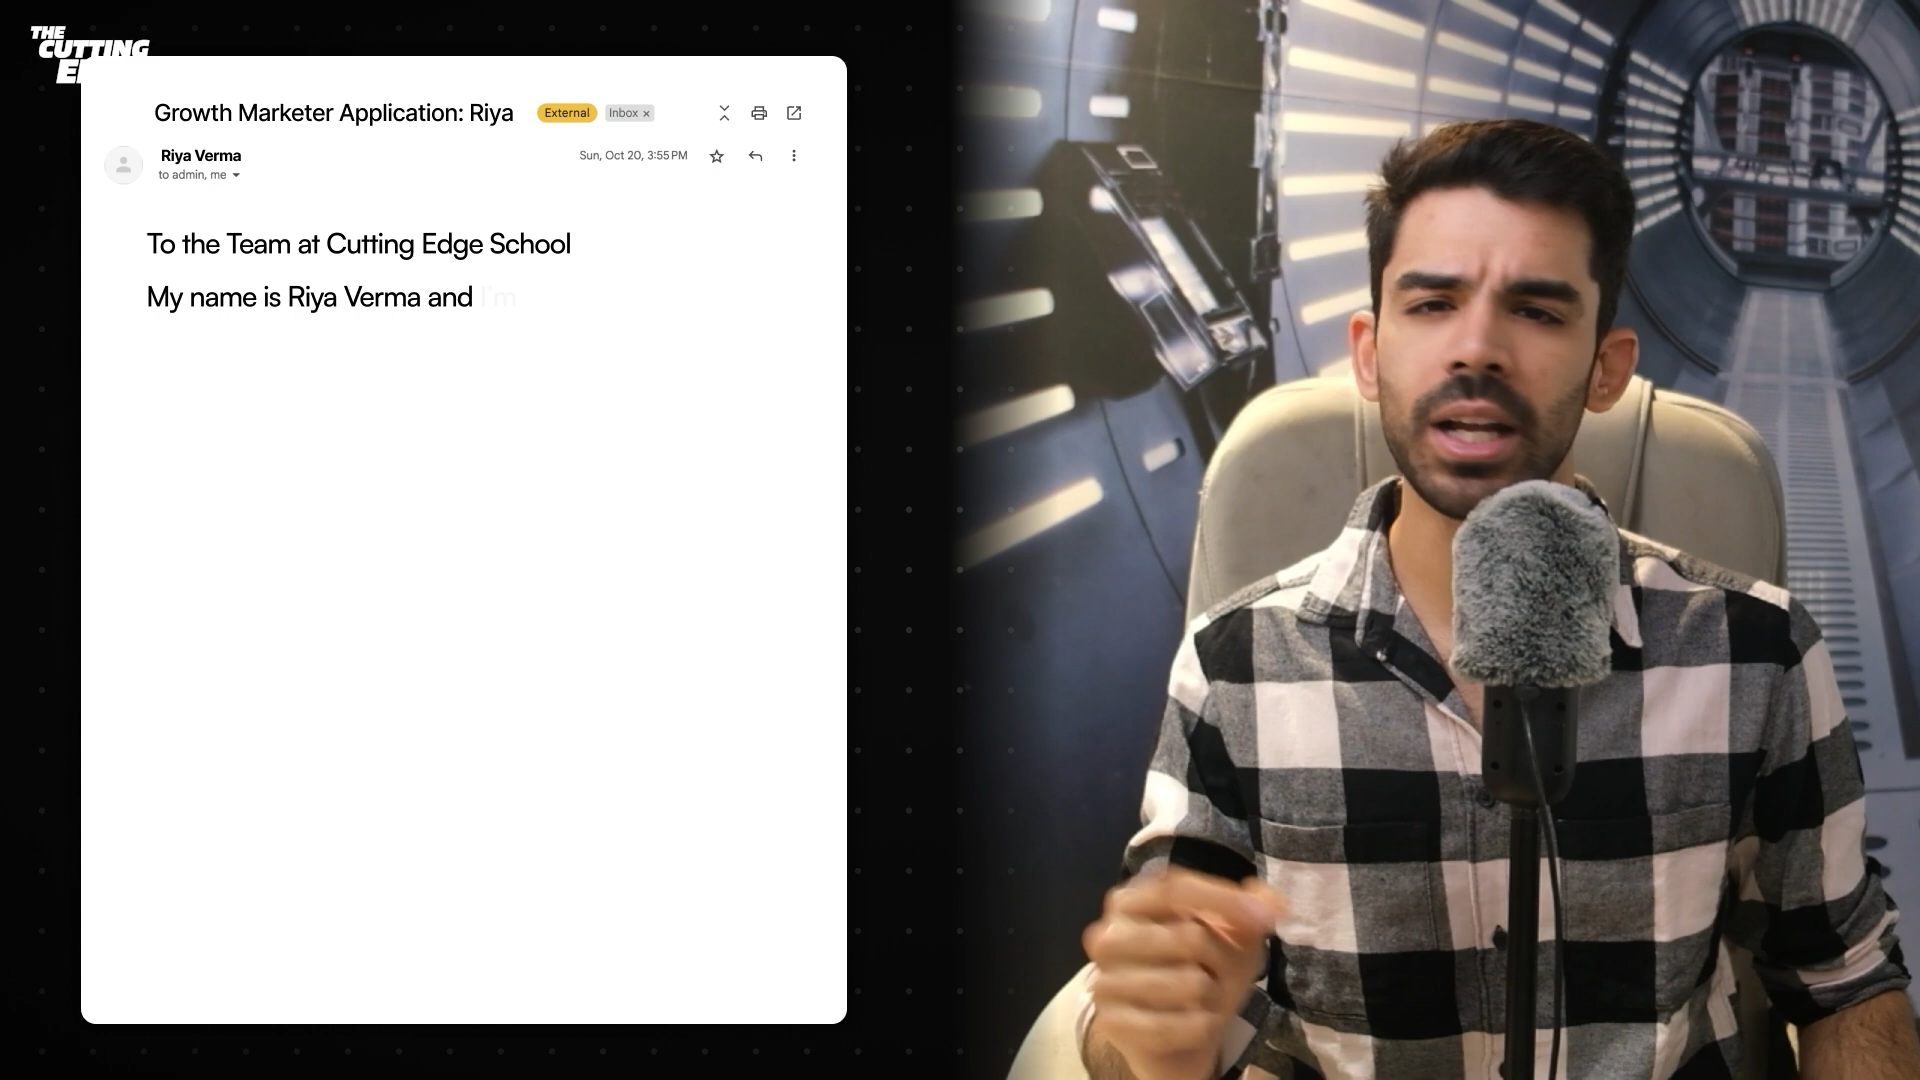 THE
CUTTING
Growth Marketer Application: Riya External Inbox ×
Riya Verma Sun, Oct 20, 3:55 PM
to admin, me
To the Team at Cutting Edge School
My name is Riya Verma and I'm